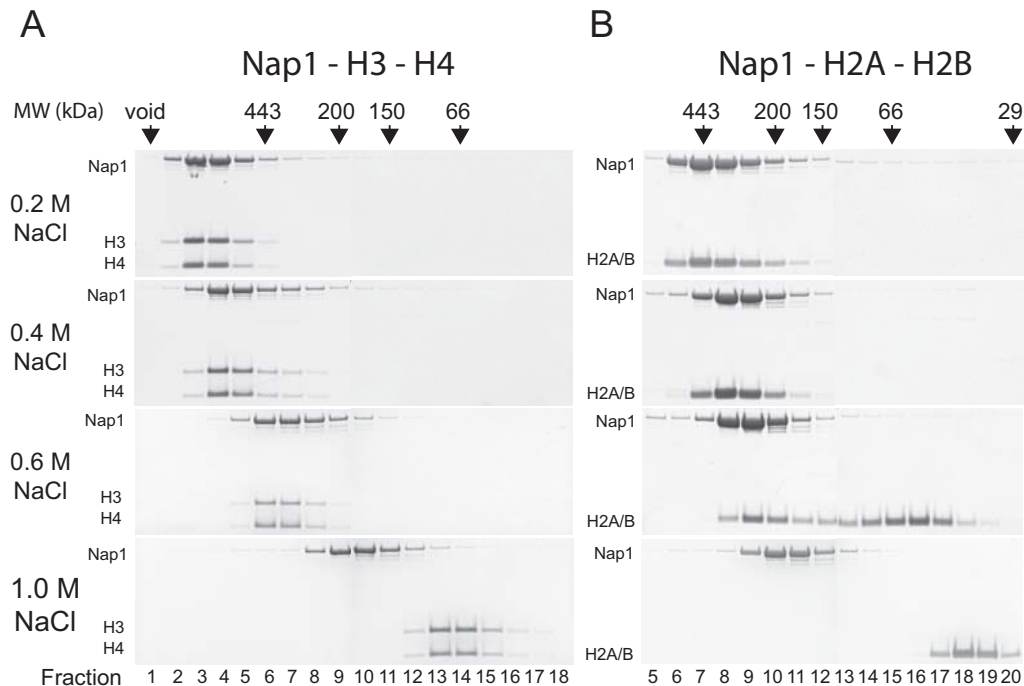 A
B
Nap1 - H3 - H4
Nap1 - H2A - H2B
MW (kDa) void 443 200 150 66
443 200 150 66 29
0.2 M
NaCl
Nap1
H3
H4
Nap1
H2A/B
0.4 M
NaCl
Nap1
H3
H4
Nap1
H2A/B
0.6 M
NaCl
Nap1
H3
H4
Nap1
H2A/B
1.0 M
NaCl
Nap1
H3
H4
Nap1
H2A/B
Fraction 1 2 3 4 5 6 7 8 9 10 11 12 13 14 15 16 17 18
5 6 7 8 9 10 11 12 13 14 15 16 17 18 19 20